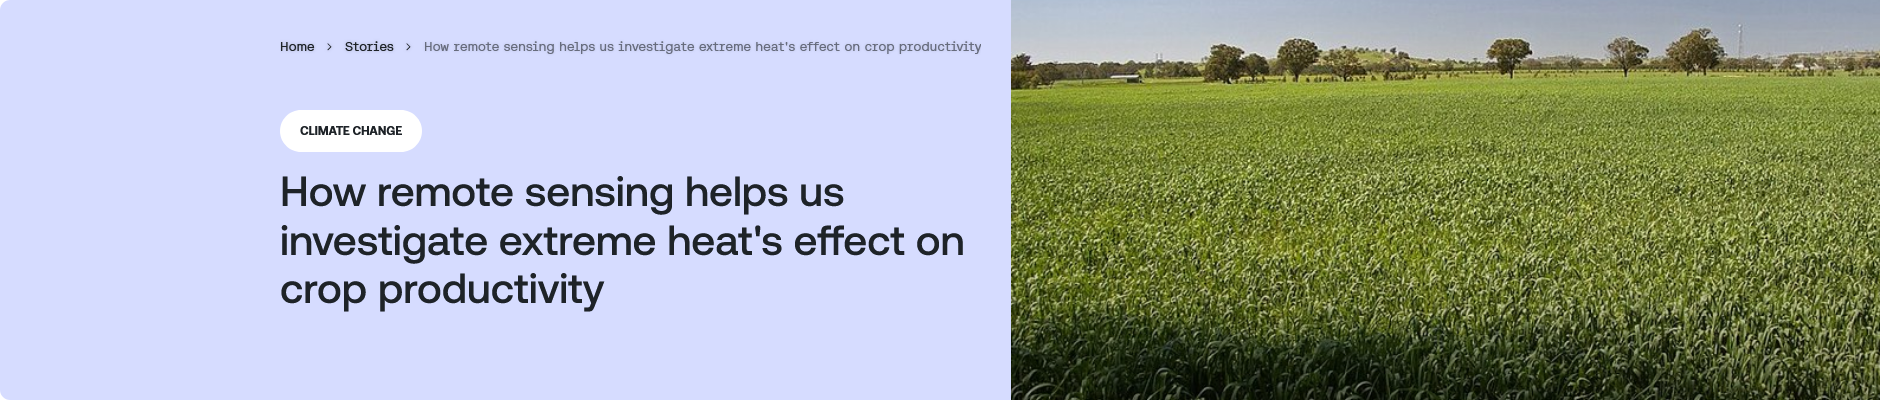 Home > Stories > How remote sensing helps us investigate extreme heat's effect on crop productivity
CLIMATE CHANGE
How remote sensing helps us
investigate extreme heat's effect on
crop productivity